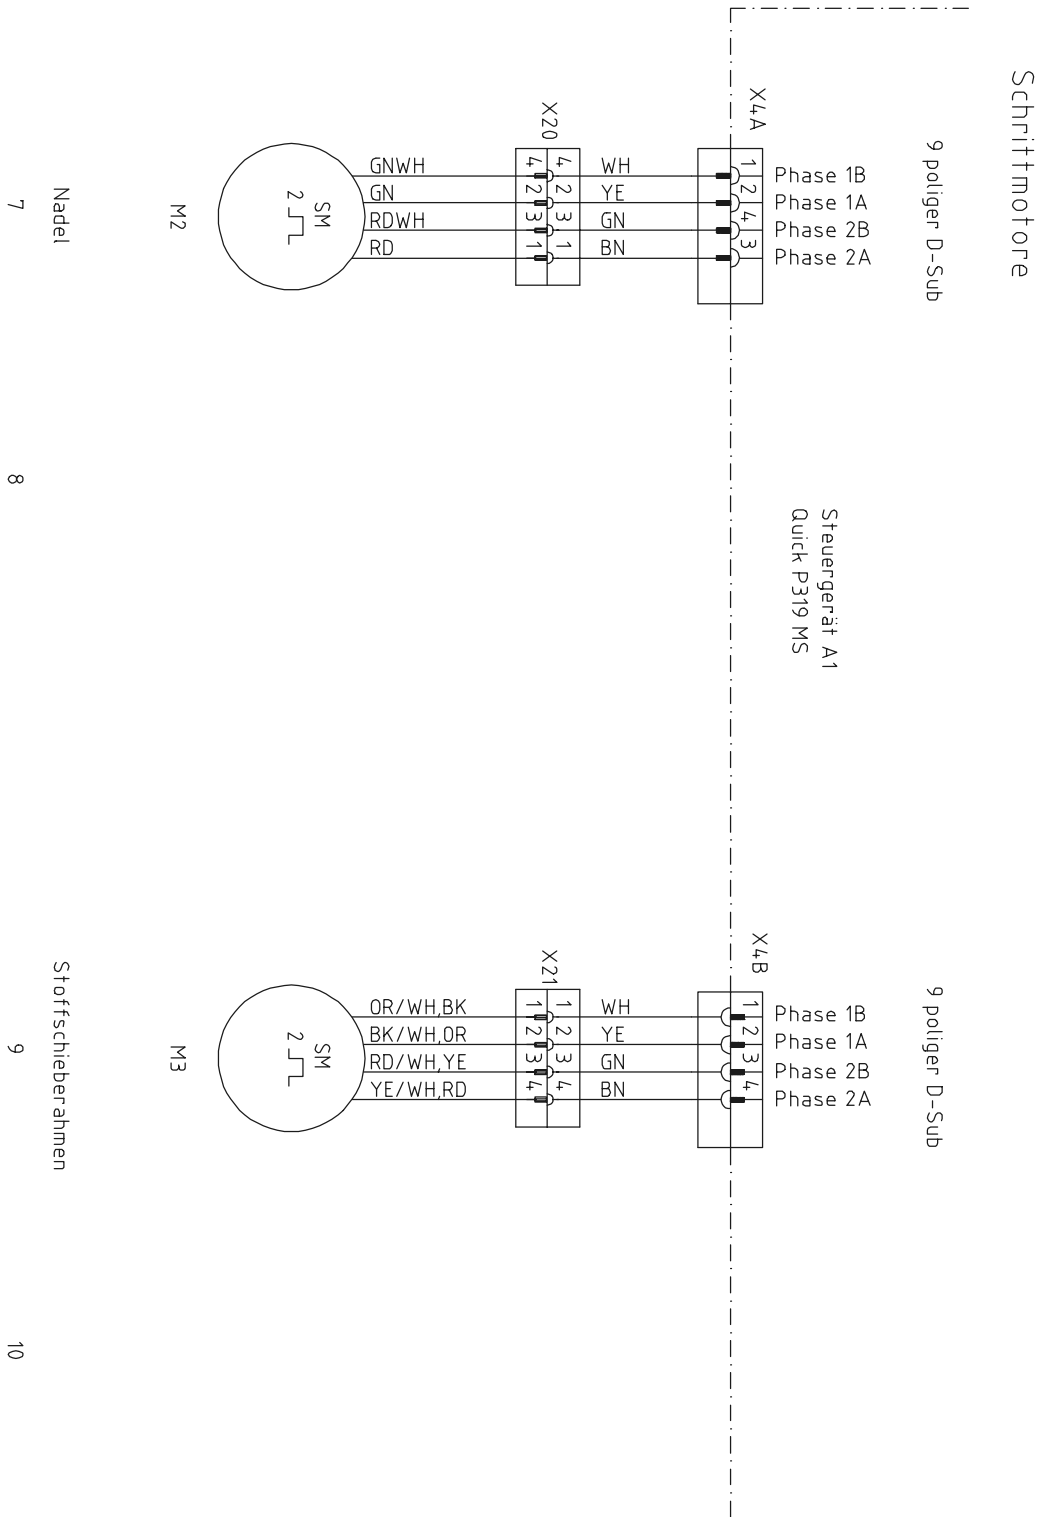 Schrittmotore
9 poliger D-Sub
X4A
1
2
4
3
Phase 1B
Phase 1A
Phase 2B
Phase 2A
WH
YE
GN
BN
X20
4 4
2 2
3 3
1 1
GNWH
GN
RDWH
RD
SM
2
M2
Nadel
7
8
Steuergerät A1
Quick P319 MS
9 poliger D-Sub
X4B
1
2
3
4
Phase 1B
Phase 1A
Phase 2B
Phase 2A
WH
YE
GN
BN
X21
1 1
2 2
3 3
4 4
OR/WH,BK
BK/WH,OR
RD/WH,YE
YE/WH,RD
SM
2
M3
Stoffschieberahmen
9
10